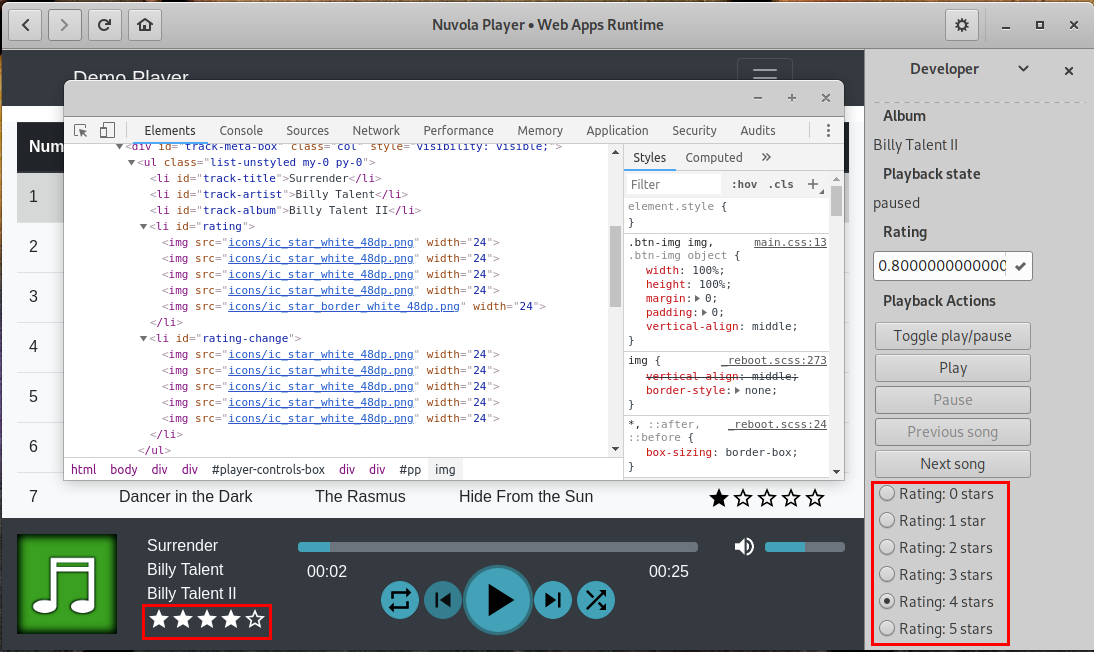 Nuvola Player • Web Apps Runtime
Demo Player
Num
1
2
3
4
5
6
7 Dancer in the Dark The Rasmus Hide From the Sun
Elements Console Sources Network Performance Memory Application Security Audits
<div id="track-meta-box" class="col" style="visibility: visible;">
▼<ul class="list-unstyled my-0 py-0">
<li id="track-title">Surrender</li>
<li id="track-artist">Billy Talent</li>
<li id="track-album">Billy Talent II</li>
▼<li id="rating">
<img src="icons/ic_star_white_48dp.png" width="24">
<img src="icons/ic_star_white_48dp.png" width="24">
<img src="icons/ic_star_white_48dp.png" width="24">
<img src="icons/ic_star_white_48dp.png" width="24">
<img src="icons/ic_star_border_white_48dp.png" width="24">
</li>
▼<li id="rating-change">
<img src="icons/ic_star_white_48dp.png" width="24">
<img src="icons/ic_star_white_48dp.png" width="24">
<img src="icons/ic_star_white_48dp.png" width="24">
<img src="icons/ic_star_white_48dp.png" width="24">
<img src="icons/ic_star_white_48dp.png" width="24">
</li>
</ul>
html body div div #player-controls-box div div #pp img
Styles Computed »
Filter :hov .cls +
element.style {
}
.btn-img img, main.css:13
.btn-img object {
width: 100%;
height: 100%;
margin:▶ 0;
padding:▶ 0;
vertical-align: middle;
}
img { _reboot.scss:273
vertical-align: middle;
border-style:▶ none;
}
*, ::after, _reboot.scss:24
::before {
box-sizing: border-box;
}
Surrender
Billy Talent
Billy Talent II
00:02
00:25
Developer
Album
Billy Talent II
Playback state
paused
Rating
0.8000000000000
Playback Actions
Toggle play/pause
Play
Pause
Previous song
Next song
Rating: 0 stars
Rating: 1 star
Rating: 2 stars
Rating: 3 stars
Rating: 4 stars
Rating: 5 stars